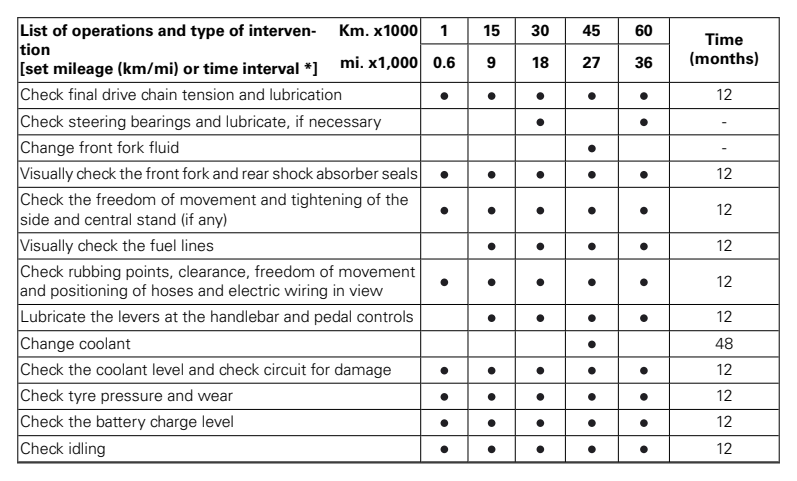 List of operations and type of interven- Km. x1000 1 15 30 45 60 Time
tion
(months)
[set mileage (km/mi) or time interval *] mi. x1,000 0.6 9 18 27 36
Check final drive chain tension and lubrication ● ● ● ● ● 12
Check steering bearings and lubricate, if necessary ● ● -
Change front fork fluid ● -
Visually check the front fork and rear shock absorber seals ● ● ● ● ● 12
Check the freedom of movement and tightening of the
side and central stand (if any) ● ● ● ● ● 12
Visually check the fuel lines ● ● ● ● 12
Check rubbing points, clearance, freedom of movement
and positioning of hoses and electric wiring in view ● ● ● ● ● 12
Lubricate the levers at the handlebar and pedal controls ● ● ● ● 12
Change coolant ● 48
Check the coolant level and check circuit for damage ● ● ● ● ● 12
Check tyre pressure and wear ● ● ● ● ● 12
Check the battery charge level ● ● ● ● ● 12
Check idling ● ● ● ● ● 12